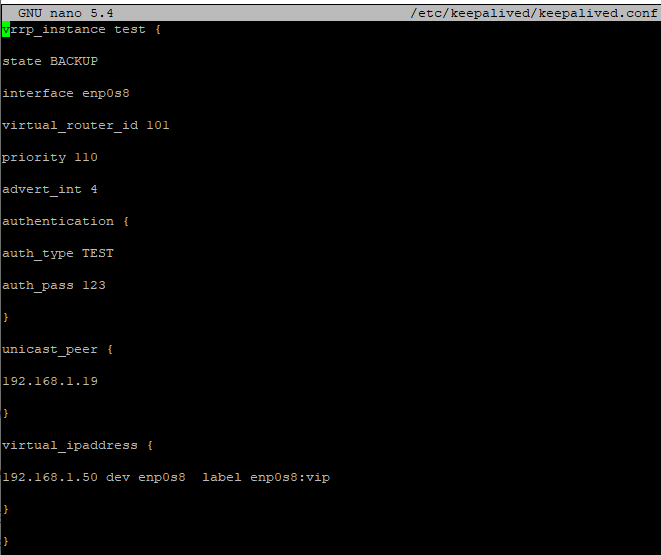 GNU nano 5.4 /etc/keepalived/keepalived.conf
vrrp_instance test {
state BACKUP
interface enp0s8
virtual_router_id 101
priority 110
advert_int 4
authentication {
auth_type TEST
auth_pass 123
}
unicast_peer {
192.168.1.19
}
virtual_ipaddress {
192.168.1.50 dev enp0s8  label enp0s8:vip
}
}